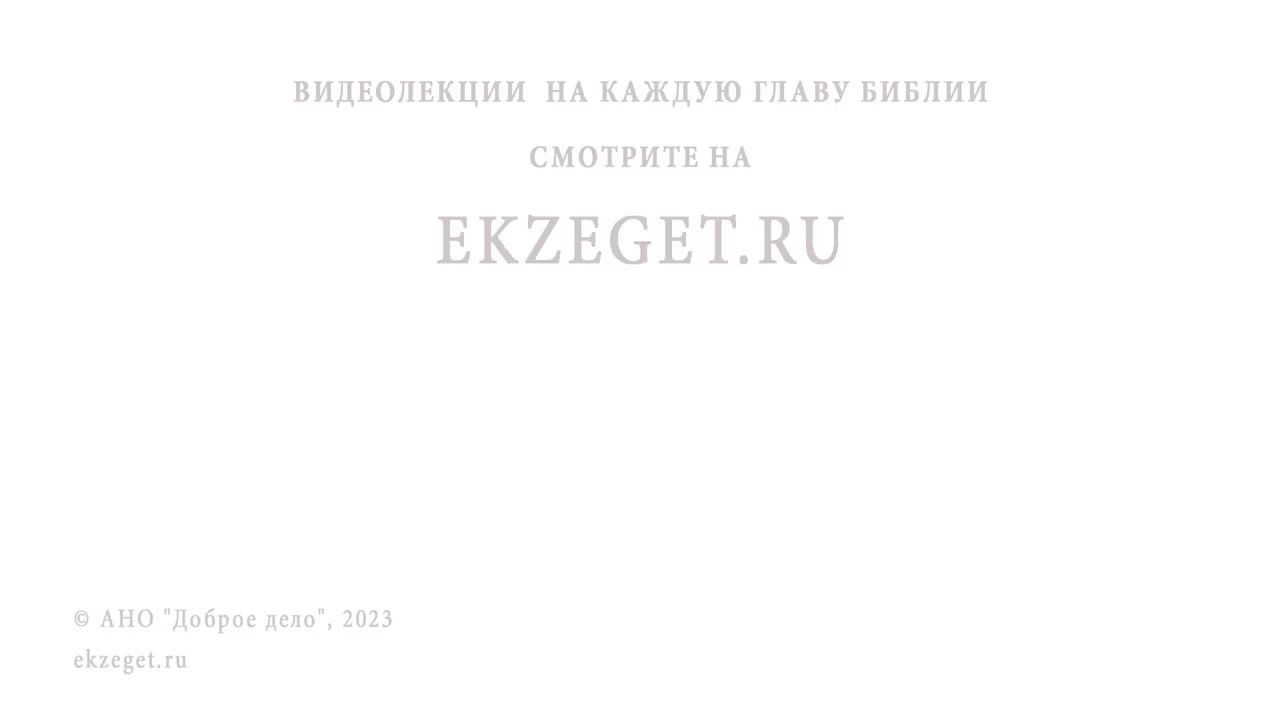 ВИДЕОЛЕКЦИИ НА КАЖДУЮ ГЛАВУ БИБЛИИ
СМОТРИТЕ НА
EKZEGET.RU
© АНО "Доброе дело", 2023
ekzeget.ru